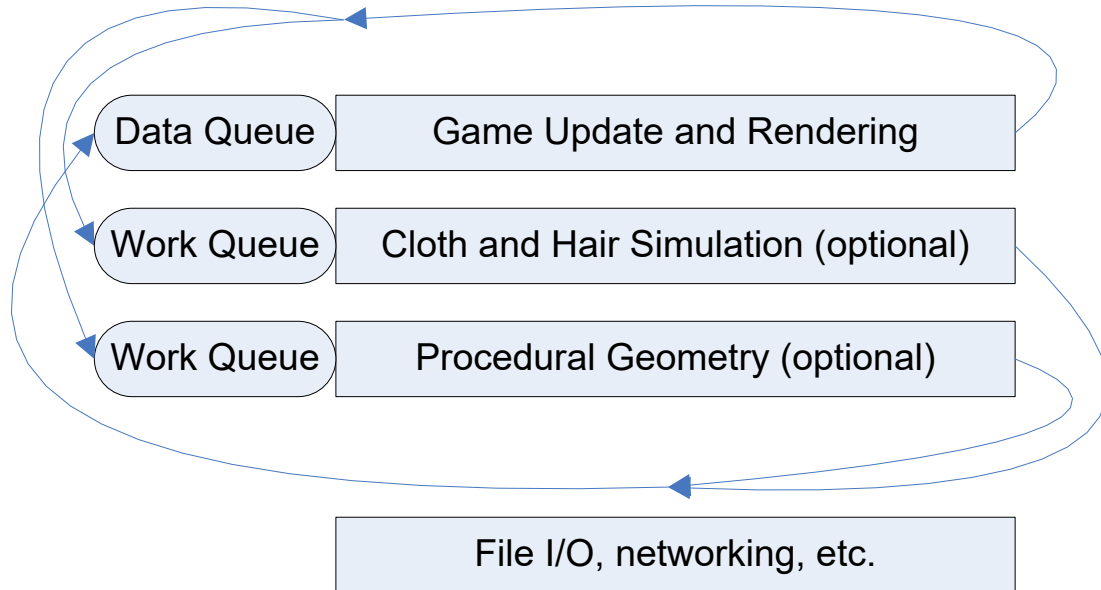 Data Queue Game Update and Rendering
Work Queue Cloth and Hair Simulation (optional)
Work Queue Procedural Geometry (optional)
File I/O, networking, etc.